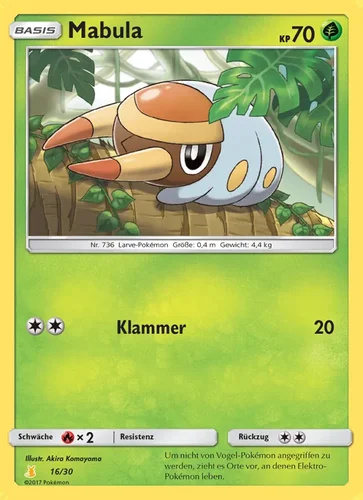 BASIS Mabula KP 70
Nr. 736 Larve-Pokémon Größe: 0,4 m Gewicht: 4,4 kg
Klammer 20
Schwäche × 2 Resistenz Rückzug
Illustr. Akira Komayama
16/30
©2017 Pokémon
Um nicht von Vogel-Pokémon angegriffen zu
werden, zieht es Orte vor, an denen Elektro-
Pokémon leben.